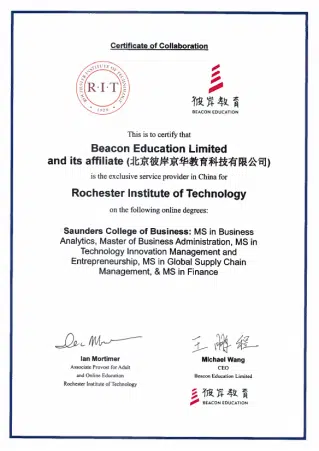 Certificate of Collaboration
ROCHESTER INSTITUTE OF TECHNOLOGY
R·I·T
1829
彼岸教育
BEACON EDUCATION
This is to certify that
Beacon Education Limited
and its affiliate (北京彼岸京华教育科技有限公司)
is the exclusive service provider in China for
Rochester Institute of Technology
on the following online degrees:
Saunders College of Business: MS in Business
Analytics, Master of Business Administration, MS in
Technology Innovation Management and
Entrepreneurship, MS in Global Supply Chain
Management, & MS in Finance
王鹏程
Ian Mortimer
Associate Provost for Adult
and Online Education
Rochester Institute of Technology
Michael Wang
CEO
Beacon Education Limited
彼岸教育
BEACON EDUCATION